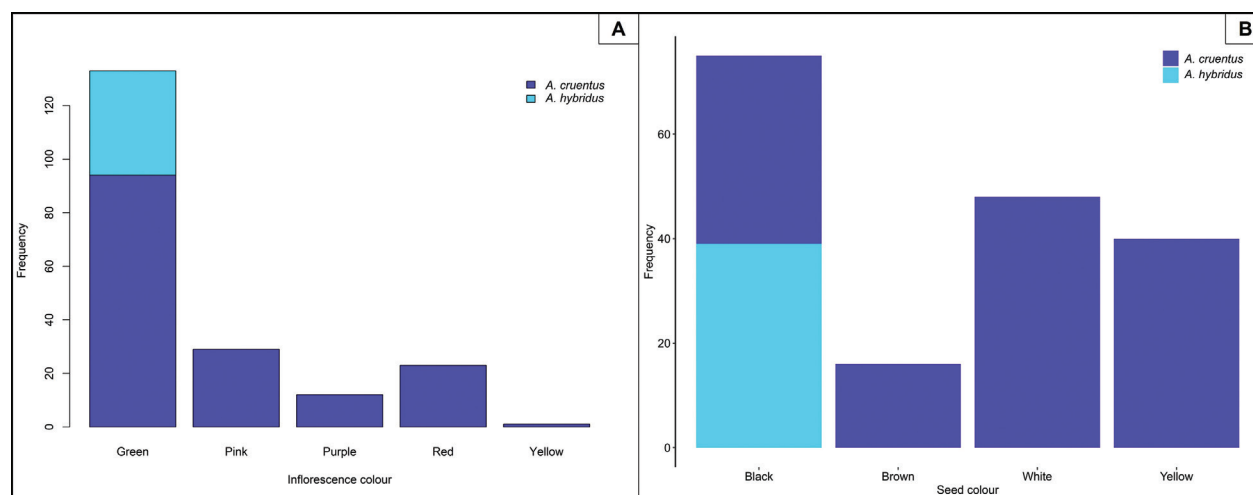 A
A. cruentus
A. hybridus
120
100
80
60
40
20
0
Frequency
Green Pink Purple Red Yellow
Inflorescence colour
B
A. cruentus
A. hybridus
60
40
20
0
Frequency
Black Brown White Yellow
Seed colour